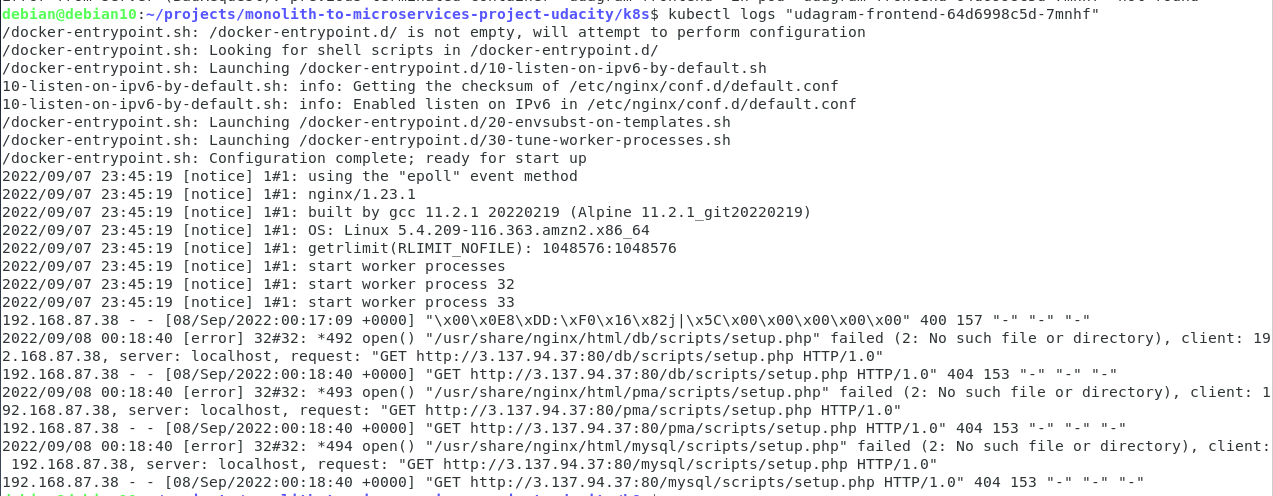 debian@debian10:~/projects/monolith-to-microservices-project-udacity/k8s$ kubectl logs "udagram-frontend-64d6998c5d-7mnhf"
/docker-entrypoint.sh: /docker-entrypoint.d/ is not empty, will attempt to perform configuration
/docker-entrypoint.sh: Looking for shell scripts in /docker-entrypoint.d/
/docker-entrypoint.sh: Launching /docker-entrypoint.d/10-listen-on-ipv6-by-default.sh
10-listen-on-ipv6-by-default.sh: info: Getting the checksum of /etc/nginx/conf.d/default.conf
10-listen-on-ipv6-by-default.sh: info: Enabled listen on IPv6 in /etc/nginx/conf.d/default.conf
/docker-entrypoint.sh: Launching /docker-entrypoint.d/20-envsubst-on-templates.sh
/docker-entrypoint.sh: Launching /docker-entrypoint.d/30-tune-worker-processes.sh
/docker-entrypoint.sh: Configuration complete; ready for start up
2022/09/07 23:45:19 [notice] 1#1: using the "epoll" event method
2022/09/07 23:45:19 [notice] 1#1: nginx/1.23.1
2022/09/07 23:45:19 [notice] 1#1: built by gcc 11.2.1 20220219 (Alpine 11.2.1_git20220219)
2022/09/07 23:45:19 [notice] 1#1: OS: Linux 5.4.209-116.363.amzn2.x86_64
2022/09/07 23:45:19 [notice] 1#1: getrlimit(RLIMIT_NOFILE): 1048576:1048576
2022/09/07 23:45:19 [notice] 1#1: start worker processes
2022/09/07 23:45:19 [notice] 1#1: start worker process 32
2022/09/07 23:45:19 [notice] 1#1: start worker process 33
192.168.87.38 - - [08/Sep/2022:00:17:09 +0000] "\x00\x0E8\xDD:\xF0\x16\x82j|\x5C\x00\x00\x00\x00\x00" 400 157 "-" "-" "-"
2022/09/08 00:18:40 [error] 32#32: *492 open() "/usr/share/nginx/html/db/scripts/setup.php" failed (2: No such file or directory), client: 19
2.168.87.38, server: localhost, request: "GET http://3.137.94.37:80/db/scripts/setup.php HTTP/1.0"
192.168.87.38 - - [08/Sep/2022:00:18:40 +0000] "GET http://3.137.94.37:80/db/scripts/setup.php HTTP/1.0" 404 153 "-" "-" "-"
2022/09/08 00:18:40 [error] 32#32: *493 open() "/usr/share/nginx/html/pma/scripts/setup.php" failed (2: No such file or directory), client: 1
92.168.87.38, server: localhost, request: "GET http://3.137.94.37:80/pma/scripts/setup.php HTTP/1.0"
192.168.87.38 - - [08/Sep/2022:00:18:40 +0000] "GET http://3.137.94.37:80/pma/scripts/setup.php HTTP/1.0" 404 153 "-" "-" "-"
2022/09/08 00:18:40 [error] 32#32: *494 open() "/usr/share/nginx/html/mysql/scripts/setup.php" failed (2: No such file or directory), client:
 192.168.87.38, server: localhost, request: "GET http://3.137.94.37:80/mysql/scripts/setup.php HTTP/1.0"
192.168.87.38 - - [08/Sep/2022:00:18:40 +0000] "GET http://3.137.94.37:80/mysql/scripts/setup.php HTTP/1.0" 404 153 "-" "-" "-"